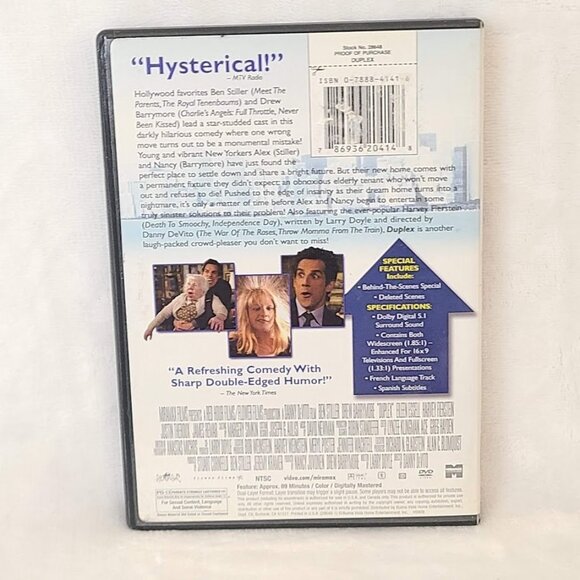 “Hysterical!”
– MTV Radio
Stock No. 28648
PROOF OF PURCHASE
DUPLEX
ISBN 0-7888-4741-6
7 86936 20414 8
Hollywood favorites Ben Stiller (Meet The
Parents, The Royal Tenenbaums) and Drew
Barrymore (Charlie's Angels: Full Throttle, Never
Been Kissed) lead a star-studded cast in this
darkly hilarious comedy where one wrong
move turns out to be a monumental mistake!
Young and vibrant New Yorkers Alex (Stiller)
and Nancy (Barrymore) have just found the
perfect place to settle down and share a bright future. But their new home comes with
a permanent fixture they didn't expect: an obnoxious elderly tenant who won't move
out and refuses to die! Pushed to the edge of insanity as their dream home turns into a
nightmare, it's only a matter of time before Alex and Nancy begin to entertain some
truly sinister solutions to their problem! Also featuring the ever-popular Harvey Fierstein
(Death To Smoochy, Independence Day), written by Larry Doyle and directed by
Danny DeVito (The War Of The Roses, Throw Momma From The Train), Duplex is another
laugh-packed crowd-pleaser you don't want to miss!
SPECIAL
FEATURES
Include:
• Behind-The-Scenes Special
• Deleted Scenes
SPECIFICATIONS:
• Dolby Digital 5.1
Surround Sound
• Contains Both
Widescreen (1.85:1) –
Enhanced For 16x9
Televisions And Fullscreen
(1.33:1) Presentations
• French Language Track
• Spanish Subtitles
“A Refreshing Comedy With
Sharp Double-Edged Humor!”
– The New York Times
NTSC video.com/miramax
Feature: Approx. 89 Minutes / Color / Digitally Mastered
DVD